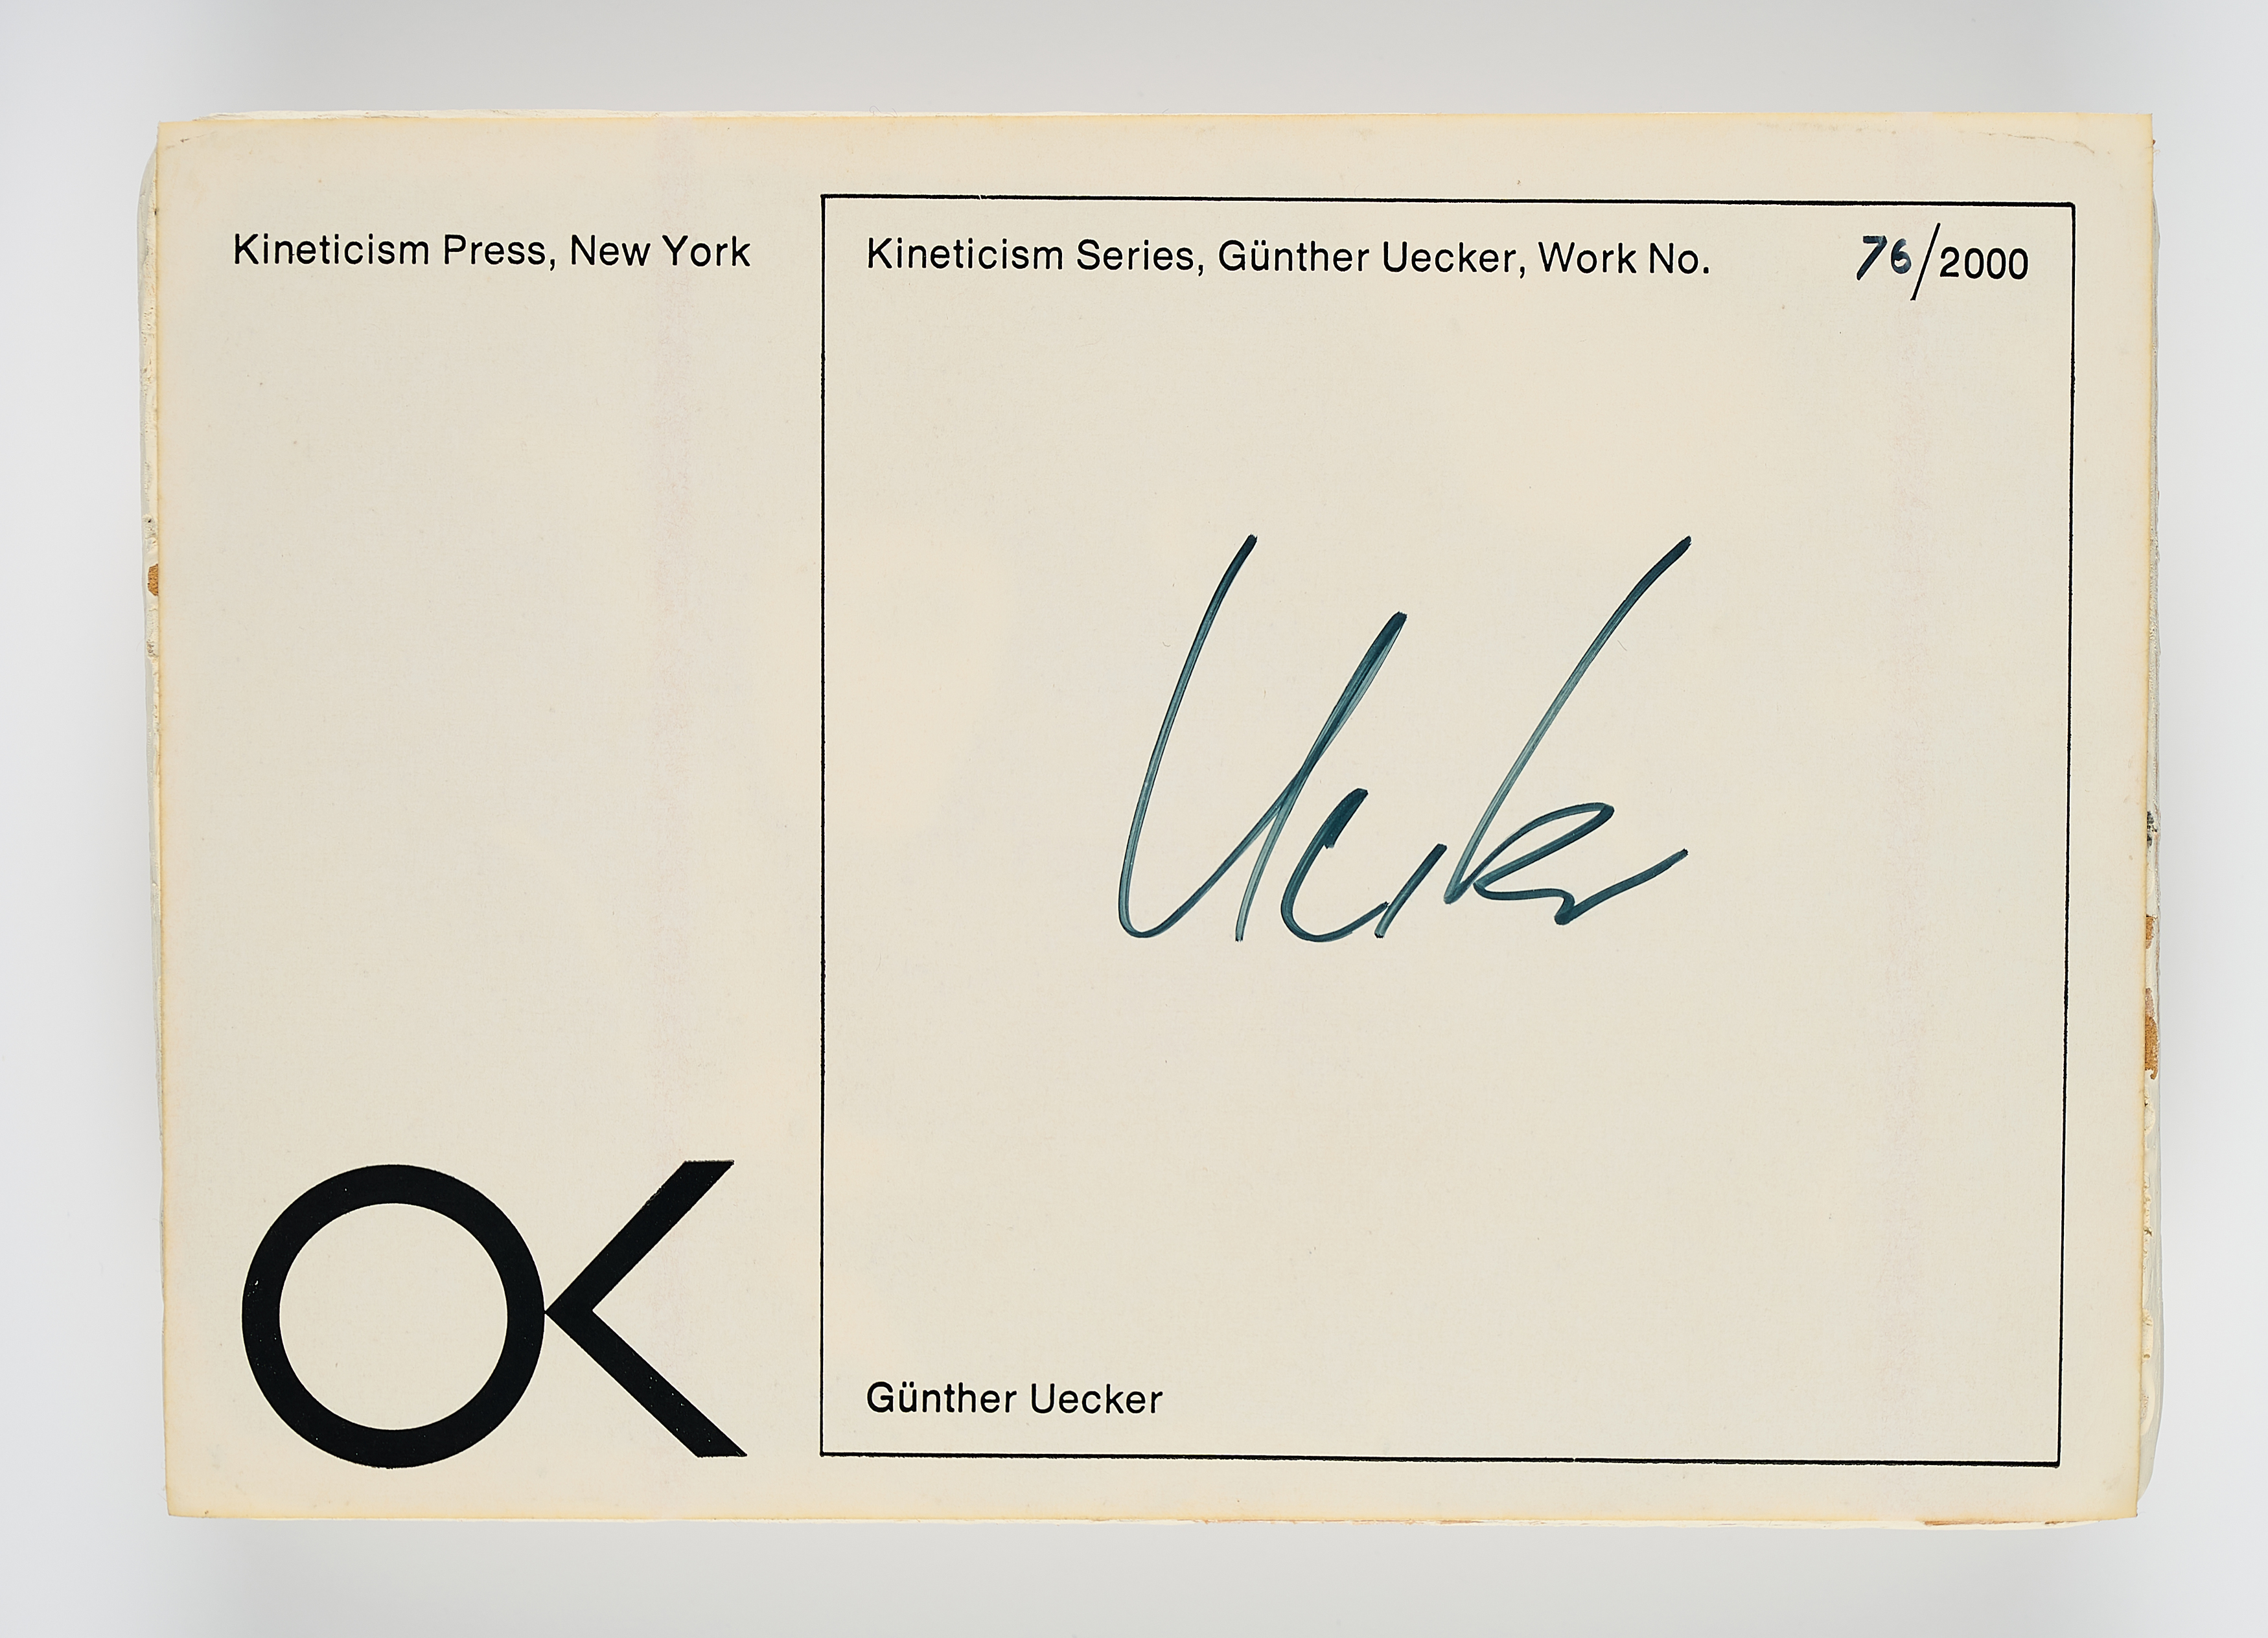 Kineticism Press, New York
Kineticism Series, Günther Uecker, Work No. 76/2000
Uecker
Günther Uecker
OK